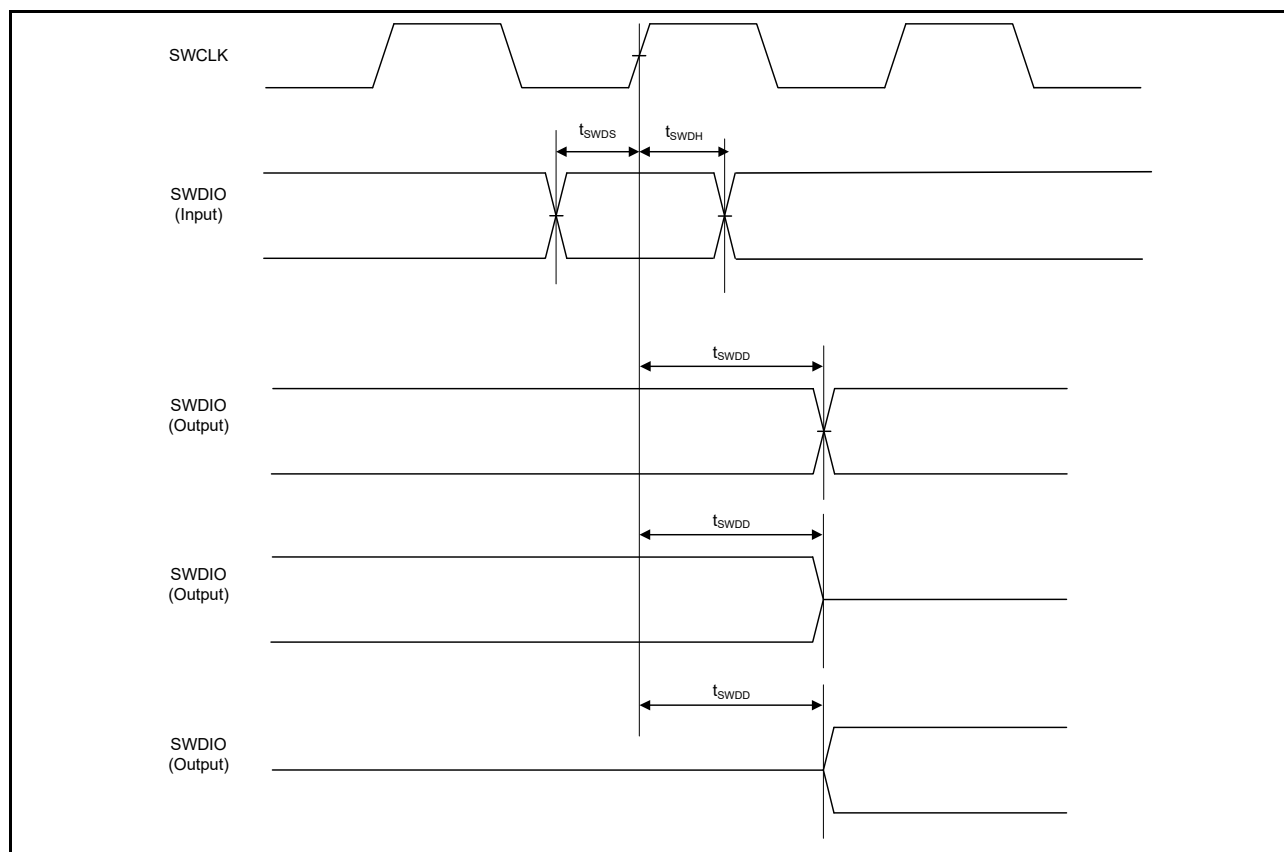 SWCLK
tSWDS
tSWDH
SWDIO
(Input)
tSWDD
SWDIO
(Output)
tSWDD
SWDIO
(Output)
tSWDD
SWDIO
(Output)